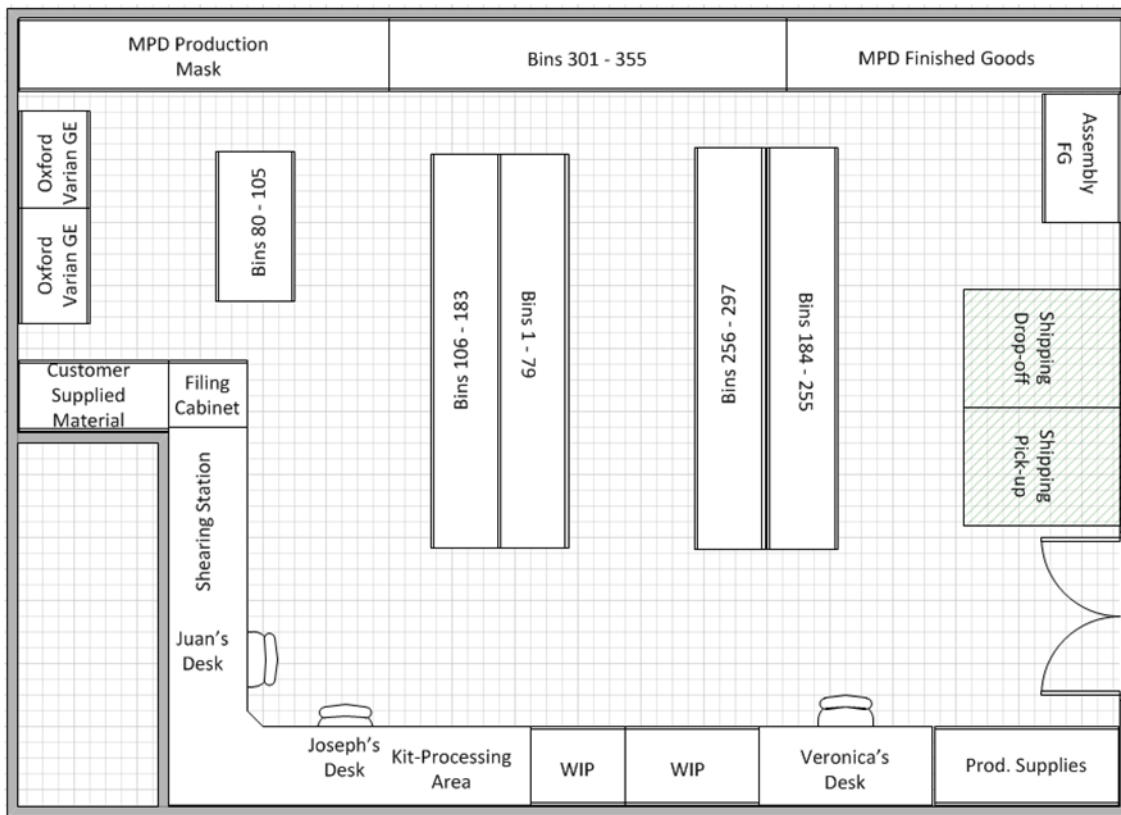 MPD Production
Mask
Bins 301 - 355
MPD Finished Goods
Oxford
Varian GE
Oxford
Varian GE
Bins 80 - 105
Bins 106 - 183
Bins 1 - 79
Bins 256 - 297
Bins 184 - 255
Assembly
FG
Shipping
Drop-off
Shipping
Pick-up
Customer
Supplied
Material
Filing
Cabinet
Shearing Station
Juan's
Desk
Joseph's
Desk
Kit-Processing
Area
WIP
WIP
Veronica's
Desk
Prod. Supplies